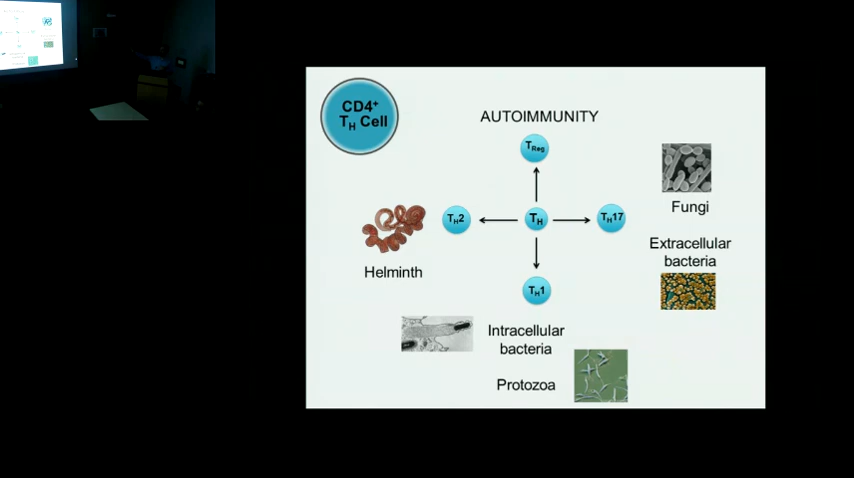 CD4+
TH Cell
AUTOIMMUNITY
TReg
Fungi
TH2
TH
TH17
Helminth
Extracellular
bacteria
TH1
Intracellular
bacteria
Protozoa